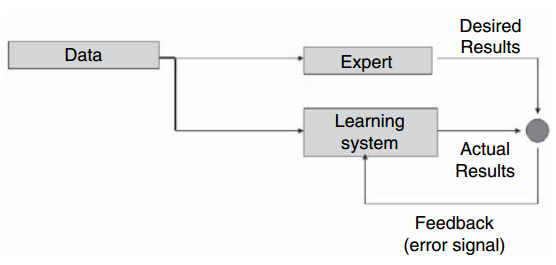 Desired
Results
Data
Expert
Learning
system
Actual
Results
Feedback
(error signal)